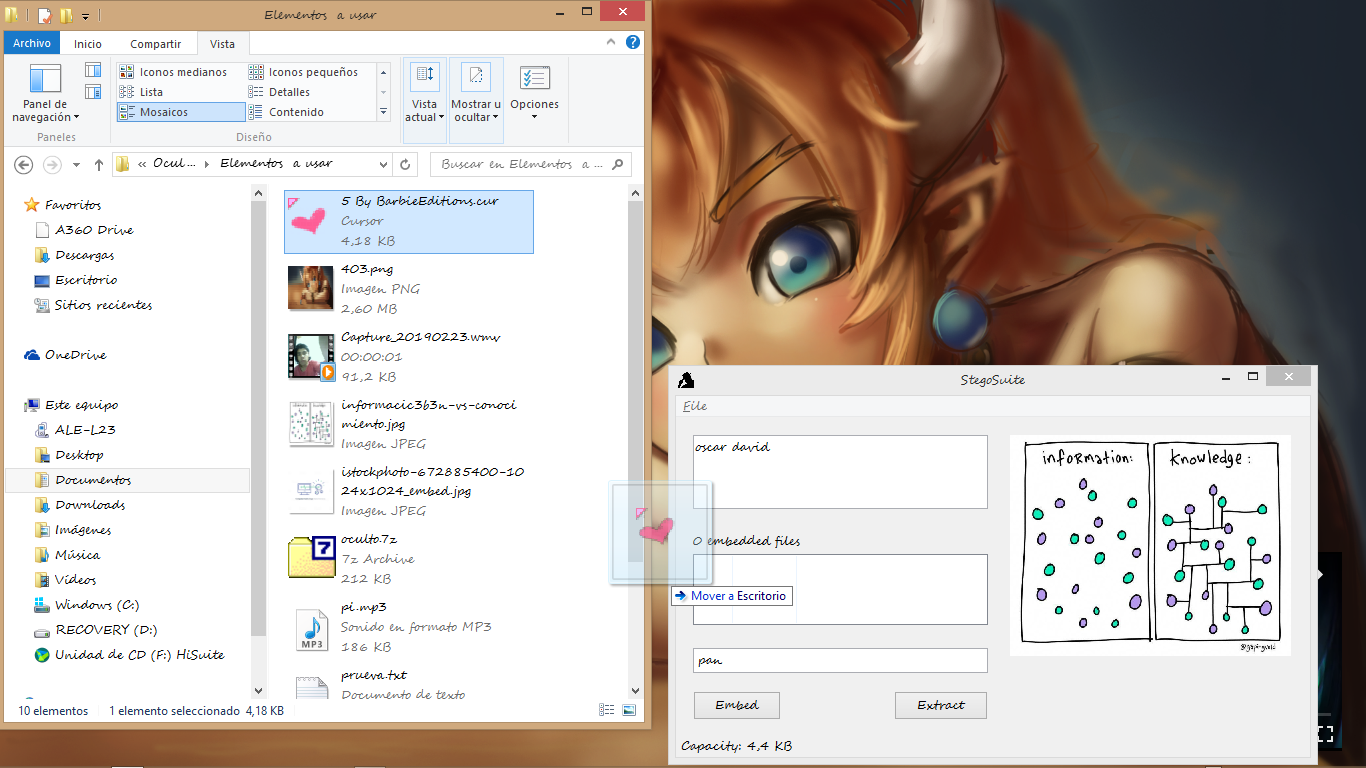 Elementos a usar
Archivo
Inicio
Compartir
Vista
Panel de
navegación
Paneles
Iconos medianos
Iconos pequeños
Lista
Detalles
Mosaicos
Contenido
Diseño
Vista
actual
Mostrar u
ocultar
Opciones
« Ocul ...
Elementos a usar
Buscar en Elementos a ...
Favoritos
A360 Drive
Descargas
Escritorio
Sitios recientes
OneDrive
Este equipo
ALE-L23
Desktop
Documentos
Downloads
Imágenes
Música
Vídeos
Windows (C:)
RECOVERY (D:)
Unidad de CD (F:) HiSuite
5 By BarbieEditions.cur
Cursor
4,18 KB
403.png
Imagen PNG
2,60 MB
Capture_20190223.wmv
00:00:01
91,2 KB
informacic3b3n-vs-conoci
miento.jpg
Imagen JPEG
istockphoto-672885400-10
24x1024_embed.jpg
Imagen JPEG
oculto.7z
7z Archive
212 KB
pi.mp3
Sonido en formato MP3
186 KB
prueva.txt
Documento de texto
7
MP3
10 elementos
1 elemento seleccionado 4,18 KB
StegoSuite
File
oscar david
0 embedded files
Mover a Escritorio
pan
Embed
Extract
Capacity: 4,4 KB
information:
knowledge: